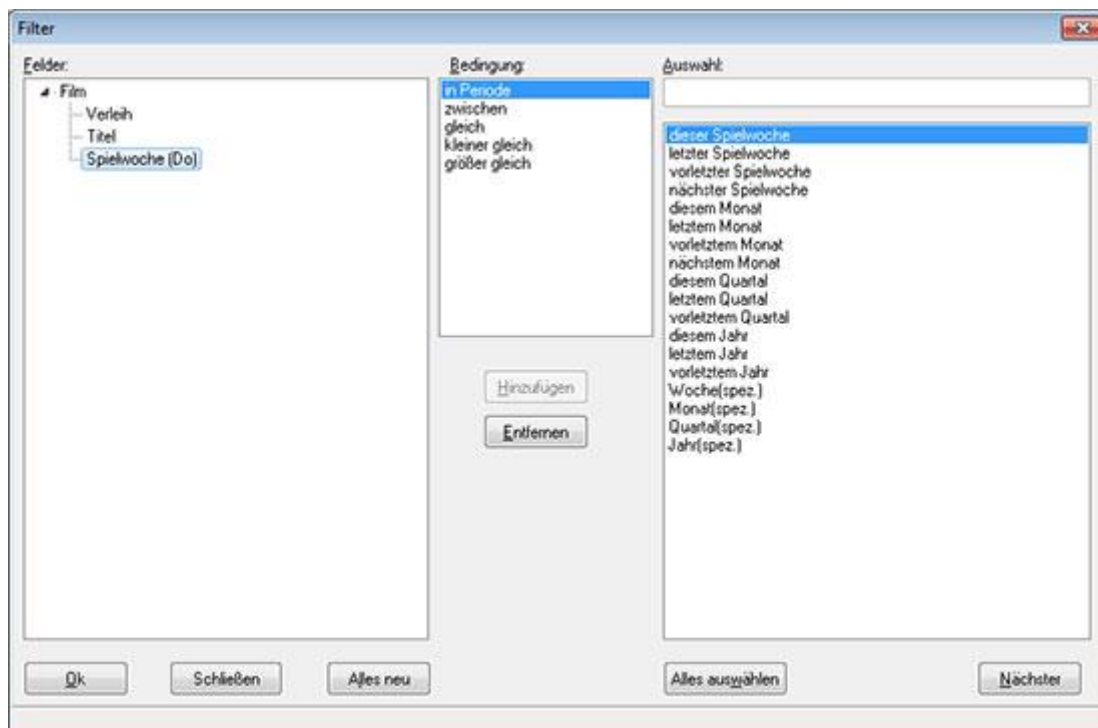 Filter
Felder:
Film
Verleih
Titel
Spielwoche (Do)
Bedingung:
in Periode
zwischen
gleich
kleiner gleich
größer gleich
Hinzufügen
Entfernen
Auswahl:
dieser Spielwoche
letzter Spielwoche
vorletzter Spielwoche
nächster Spielwoche
diesem Monat
letztem Monat
vorletztem Monat
nächstem Monat
diesem Quartal
letztem Quartal
vorletztem Quartal
diesem Jahr
letztem Jahr
vorletztem Jahr
Woche(spez.)
Monat(spez.)
Quartal(spez.)
Jahr(spez.)
Ok
Schließen
Alles neu
Alles auswählen
Nächster